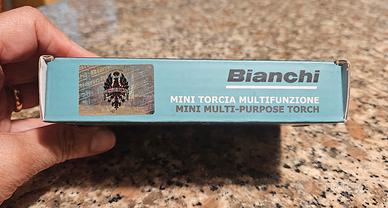 Bianchi
MINI TORCIA MULTIFUNZIONE
MINI MULTI-PURPOSE TORCH